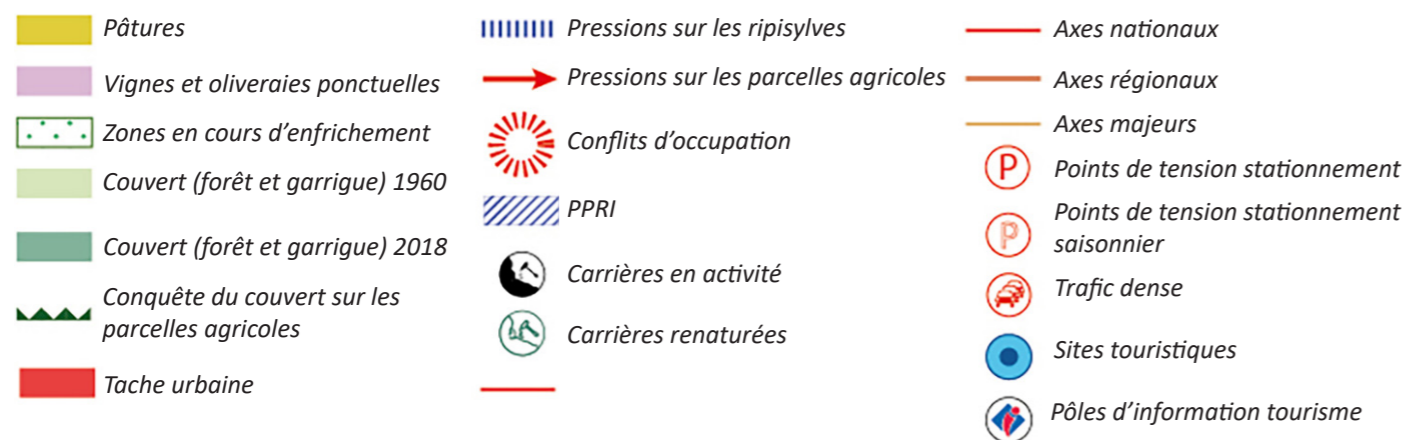 Pâtures
Vignes et oliveraies ponctuelles
Zones en cours d'enfrichement
Couvert (forêt et garrigue) 1960
Couvert (forêt et garrigue) 2018
Conquête du couvert sur les
parcelles agricoles
Tache urbaine
Pressions sur les ripisylves
Pressions sur les parcelles agricoles
Conflits d'occupation
PPRI
Carrières en activité
Carrières renaturées
Axes nationaux
Axes régionaux
Axes majeurs
P
Points de tension stationnement
P
Points de tension stationnement
saisonnier
Trafic dense
Sites touristiques
Pôles d'information tourisme